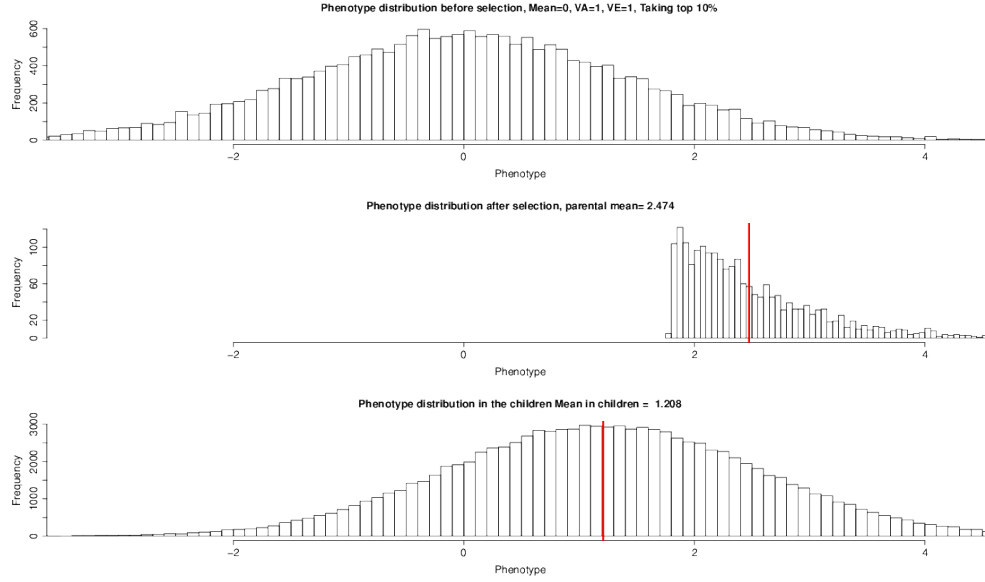 Phenotype distribution before selection, Mean=0, VA=1, VE=1, Taking top 10%
Frequency
0 200 400 600
−2 0 2 4
Phenotype
Phenotype distribution after selection, parental mean= 2.474
Frequency
20 60 100
−2 0 2 4
Phenotype
Phenotype distribution in the children Mean in children = 1.208
Frequency
0 1000 2000 3000
−2 0 2 4
Phenotype